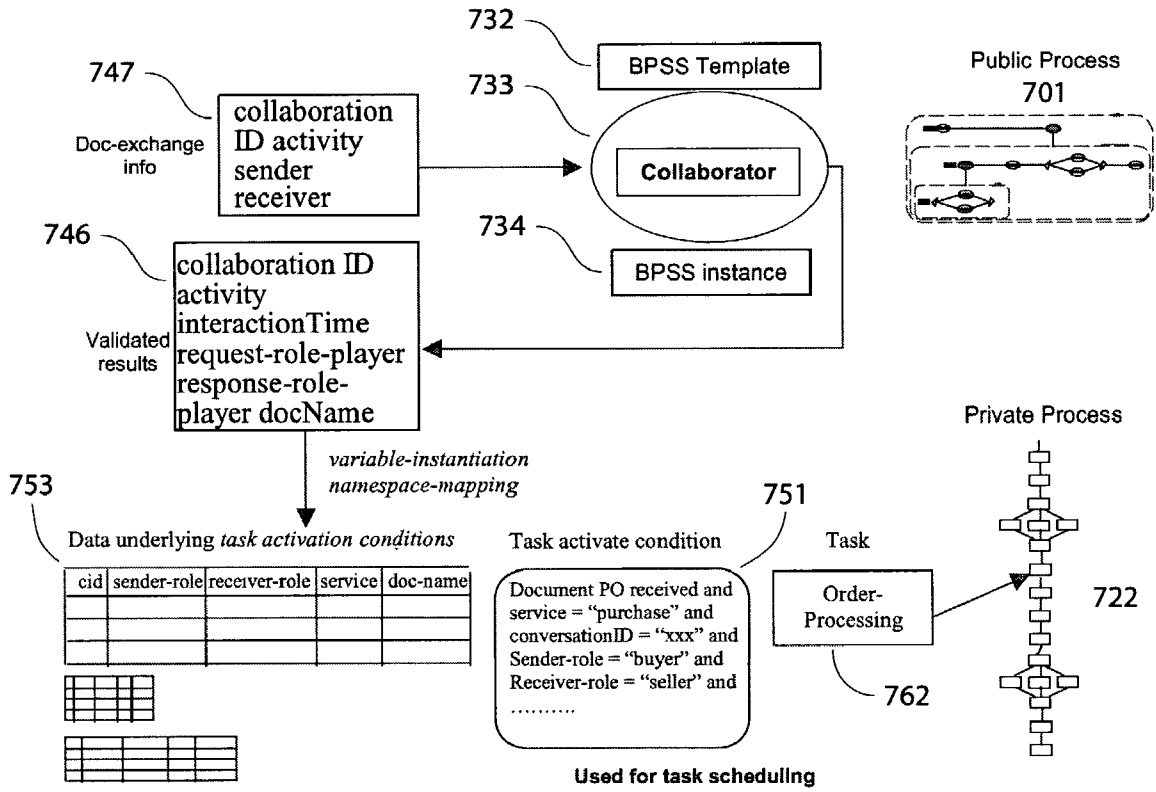 732
BPSS Template
747
733
Public Process
701
Doc-exchange
info
collaboration
ID activity
sender
receiver
Collaborator
746
734
BPSS instance
Validated
results
collaboration ID
activity
interactionTime
request-role-player
response-role-
player docName
Private Process
variable-instantiation
namespace-mapping
753
751
Data underlying task activation conditions
Task activate condition
Task
cid sender-role receiver-role service doc-name
Document PO received and
service = “purchase” and
conversationID = “xxx” and
Sender-role = “buyer” and
Receiver-role = “seller” and
..........
Order-
Processing
722
762
Used for task scheduling